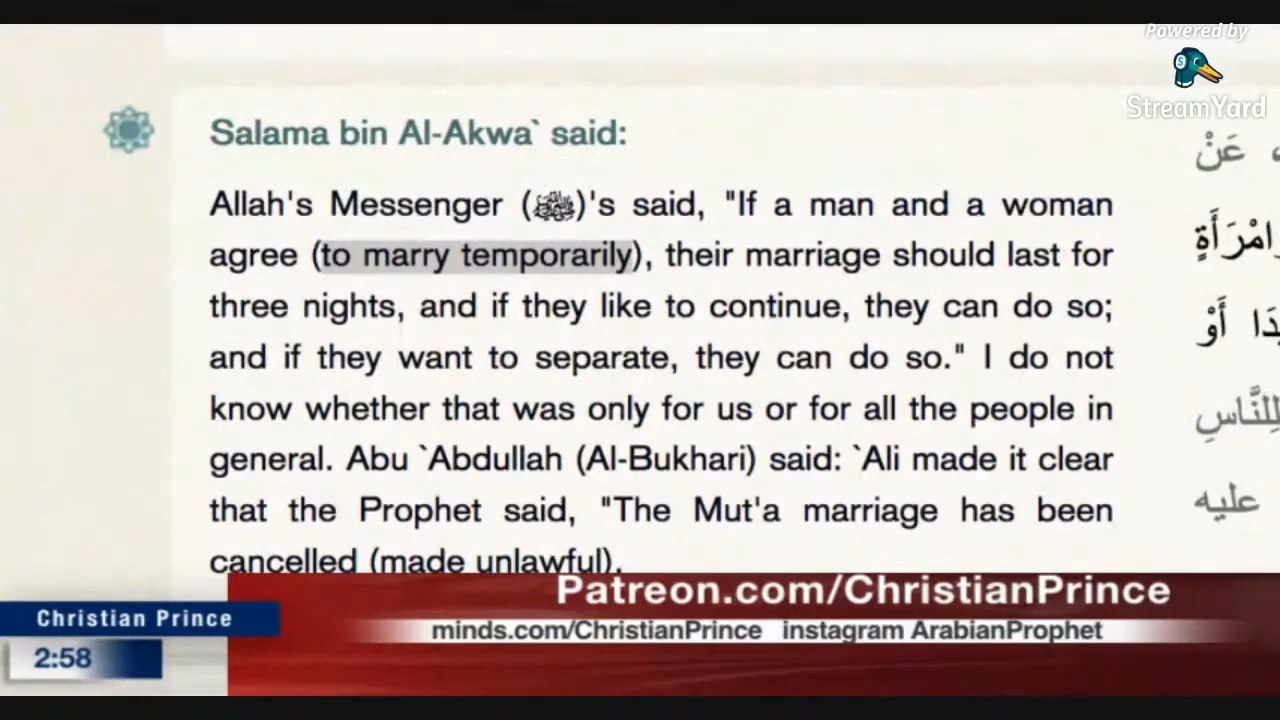 Powered by
StreamYard
Salama bin Al-Akwa` said:
Allah's Messenger (ﷺ)'s said, "If a man and a woman
agree (to marry temporarily), their marriage should last for
three nights, and if they like to continue, they can do so;
and if they want to separate, they can do so." I do not
know whether that was only for us or for all the people in
general. Abu `Abdullah (Al-Bukhari) said: `Ali made it clear
that the Prophet said, "The Mut'a marriage has been
cancelled (made unlawful).
عَنْ
امْرَأَةٍ
أَوْ
لِلنَّاسِ
عليه
Patreon.com/ChristianPrince
Christian Prince
minds.com/ChristianPrince instagram ArabianProphet
2:58